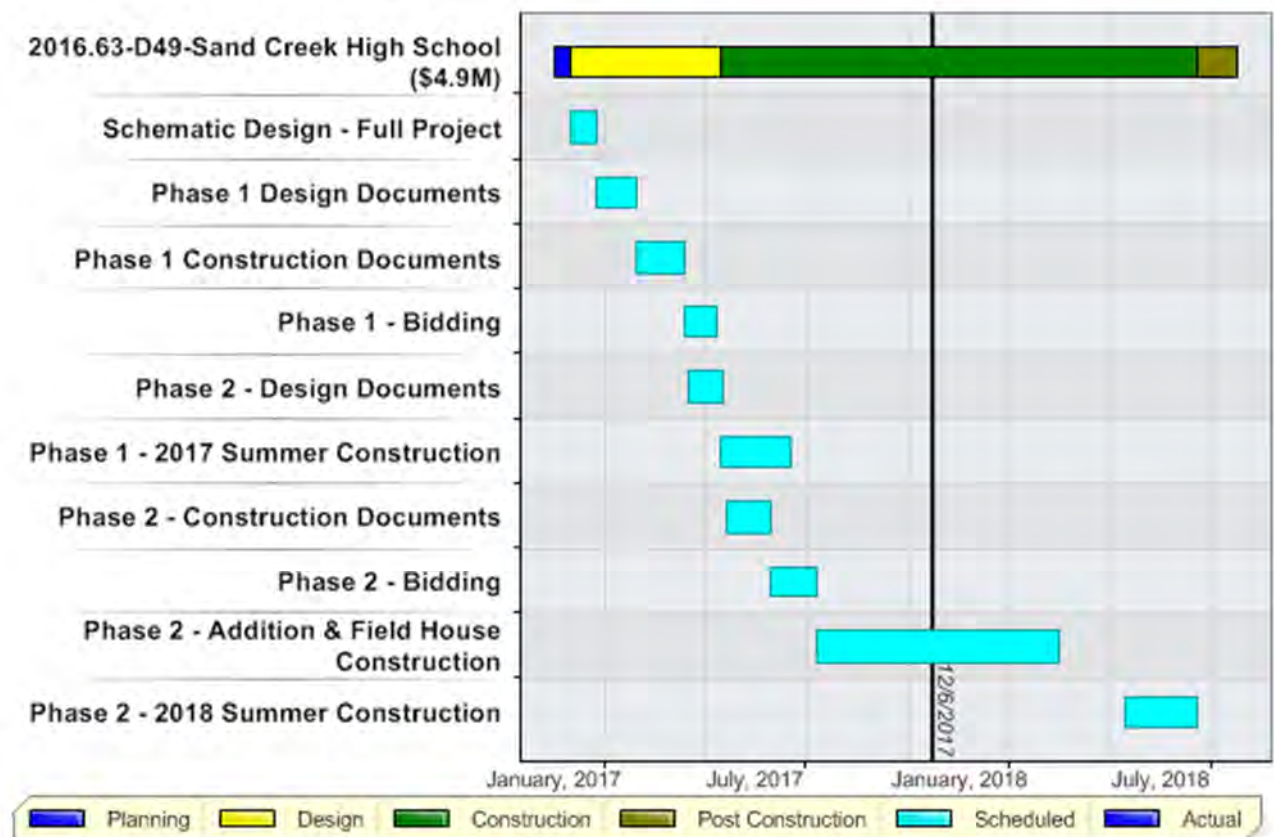 2016.63-D49-Sand Creek High School
($4.9M)
Schematic Design - Full Project
Phase 1 Design Documents
Phase 1 Construction Documents
Phase 1 - Bidding
Phase 2 - Design Documents
Phase 1 - 2017 Summer Construction
Phase 2 - Construction Documents
Phase 2 - Bidding
Phase 2 - Addition & Field House
Construction
Phase 2 - 2018 Summer Construction
12/6/2017
January, 2017 July, 2017 January, 2018 July, 2018
Planning Design Construction Post Construction Scheduled Actual